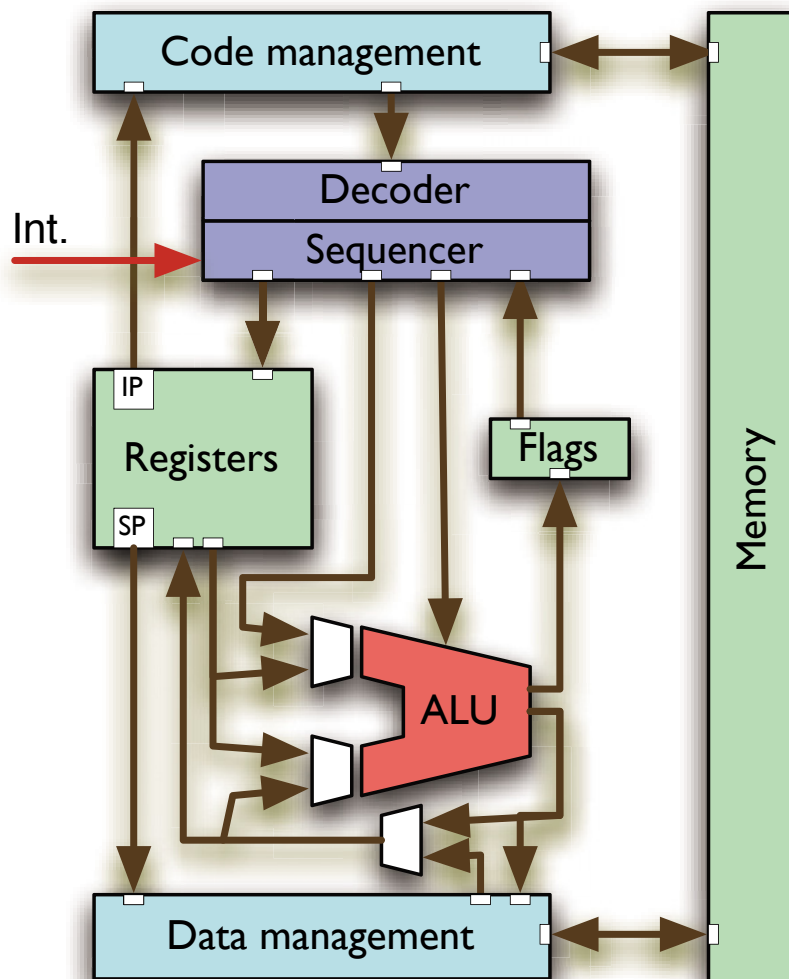 Code management
Decoder
Int.
Sequencer
IP
Registers
Flags
SP
Memory
ALU
Data management